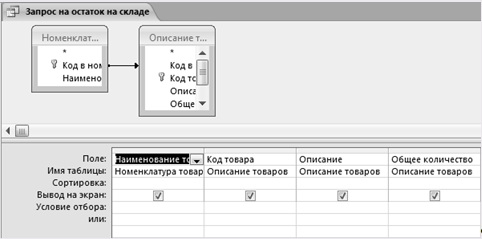 Запрос на остаток на складе
Номенклат... Описание т...
* *
Код в ном Код в
Наимено Код то
Описа
Обще
Поле: Наименование то Код товара Описание Общее количество
Имя таблицы: Номенклатура товар Описание товаров Описание товаров Описание товаров
Сортировка:
Вывод на экран:
Условие отбора:
или: